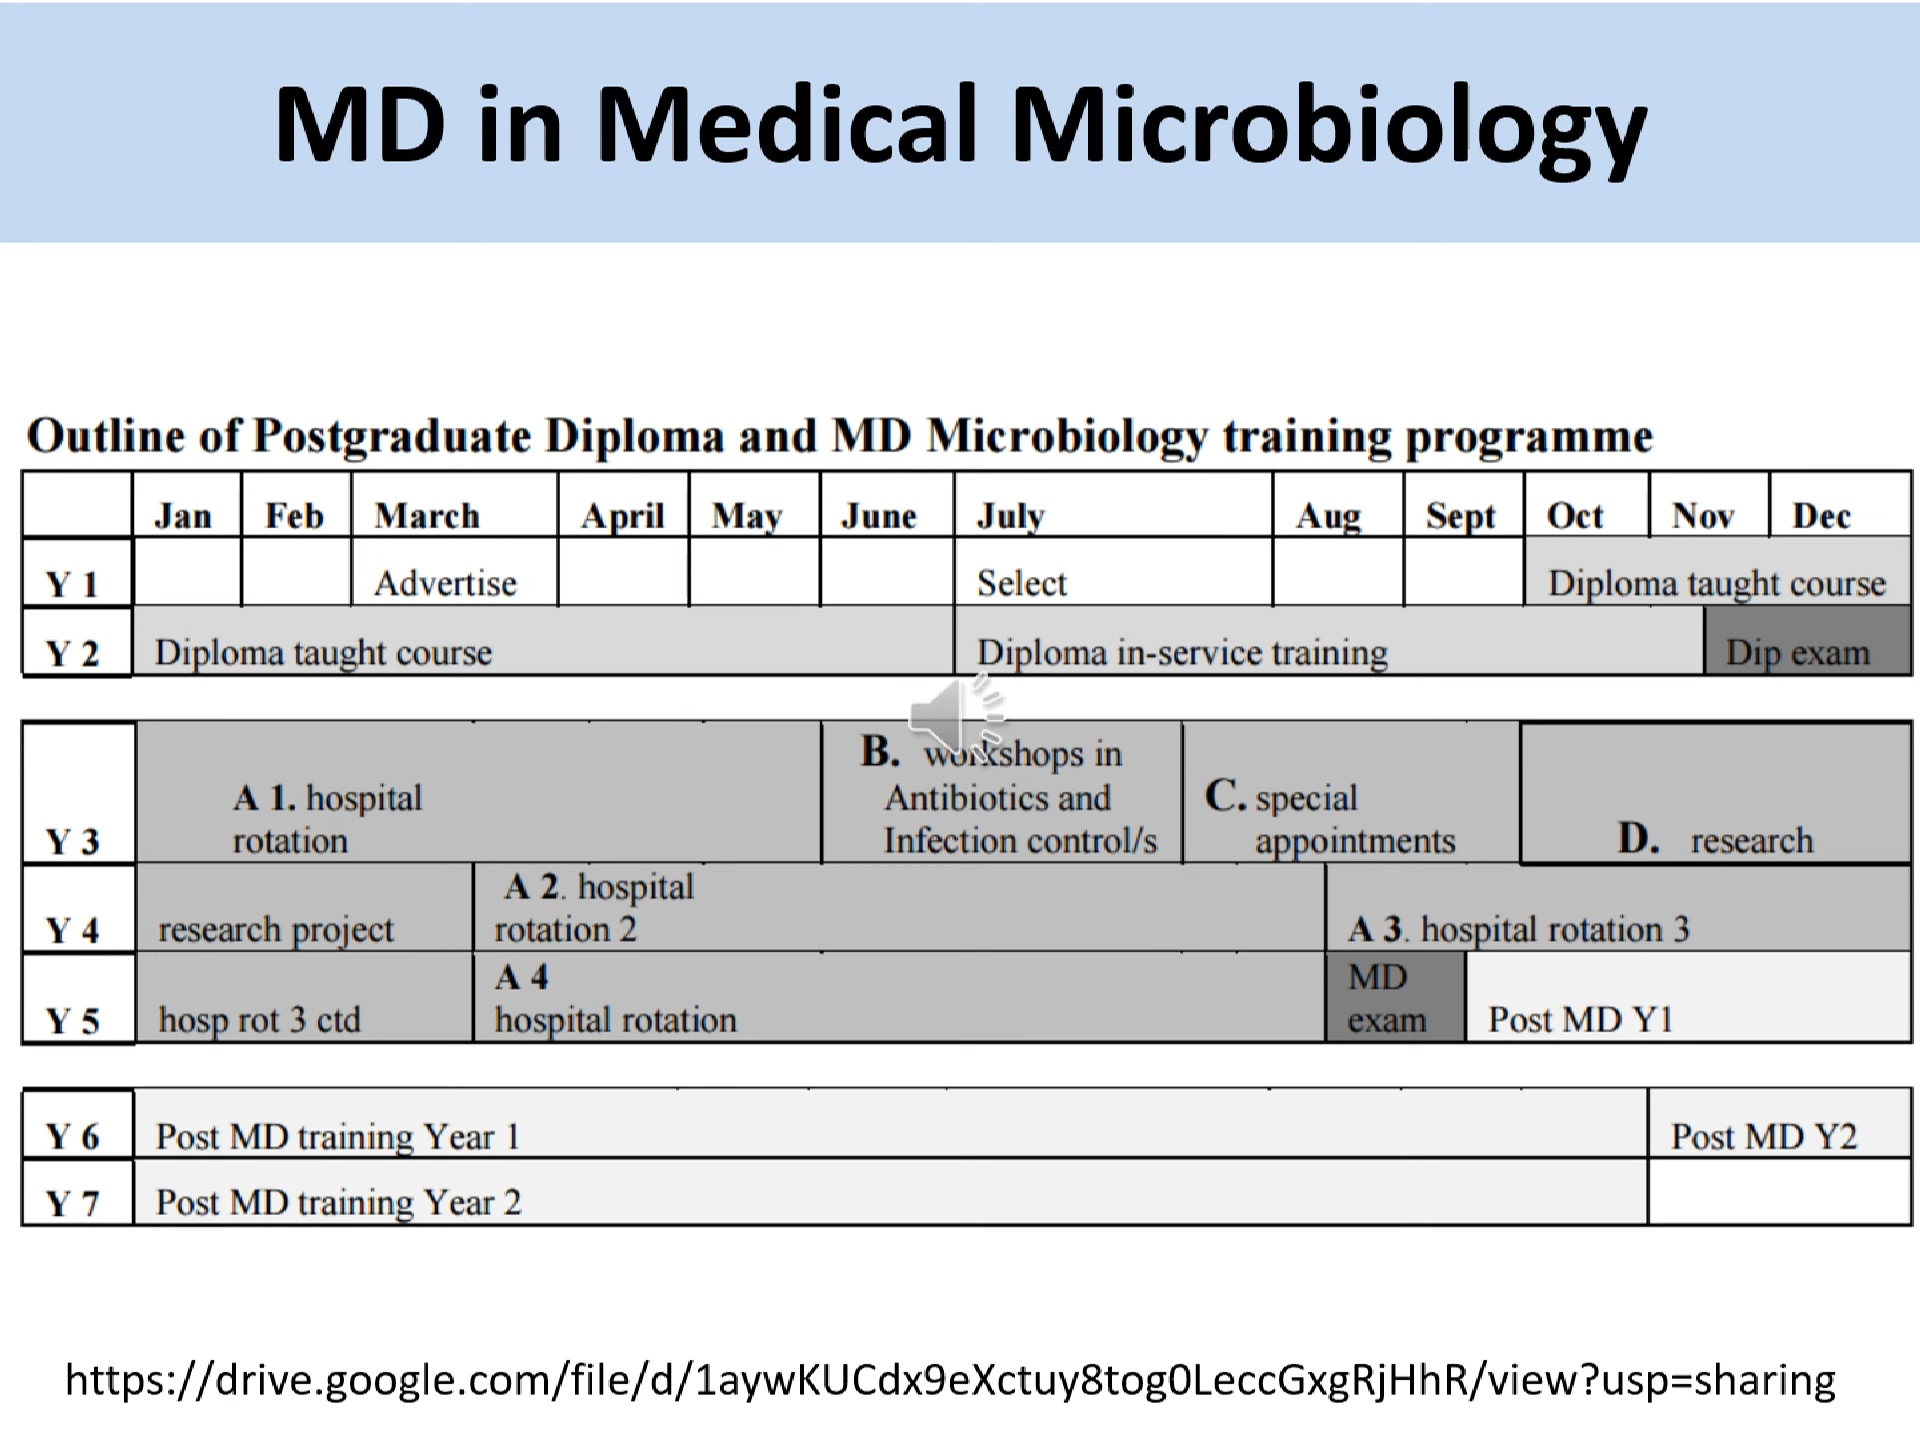 MD in Medical Microbiology
Outline of Postgraduate Diploma and MD Microbiology training programme
Jan Feb March April May June July Aug Sept Oct Nov Dec
Y 1 Advertise Select Diploma taught course
Y 2 Diploma taught course Diploma in-service training Dip exam
Y 3
A 1. hospital
rotation
B. workshops in
Antibiotics and
Infection control/s
C. special
appointments
D. research
Y 4
research project
A 2. hospital
rotation 2
A 3. hospital rotation 3
Y 5
hosp rot 3 ctd
A 4
hospital rotation
MD
exam
Post MD Y1
Y 6 Post MD training Year 1 Post MD Y2
Y 7 Post MD training Year 2
https://drive.google.com/file/d/1aywKUCdx9eXctuy8tog0LeccGxgRjHhR/view?usp=sharing